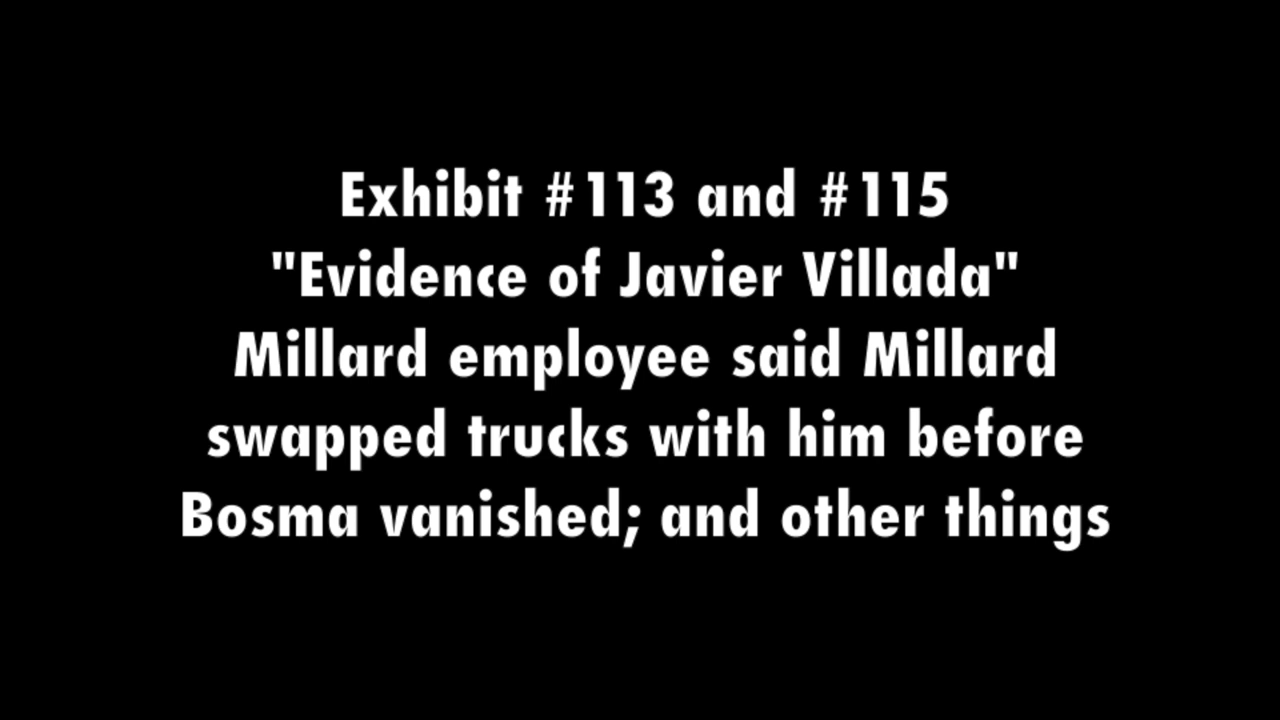 Exhibit #113 and #115
"Evidence of Javier Villada"
Millard employee said Millard
swapped trucks with him before
Bosma vanished; and other things